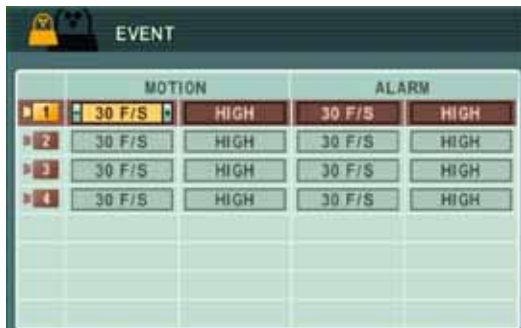 EVENT
MOTION ALARM
1 30 F/S HIGH 30 F/S HIGH
2 30 F/S HIGH 30 F/S HIGH
3 30 F/S HIGH 30 F/S HIGH
4 30 F/S HIGH 30 F/S HIGH